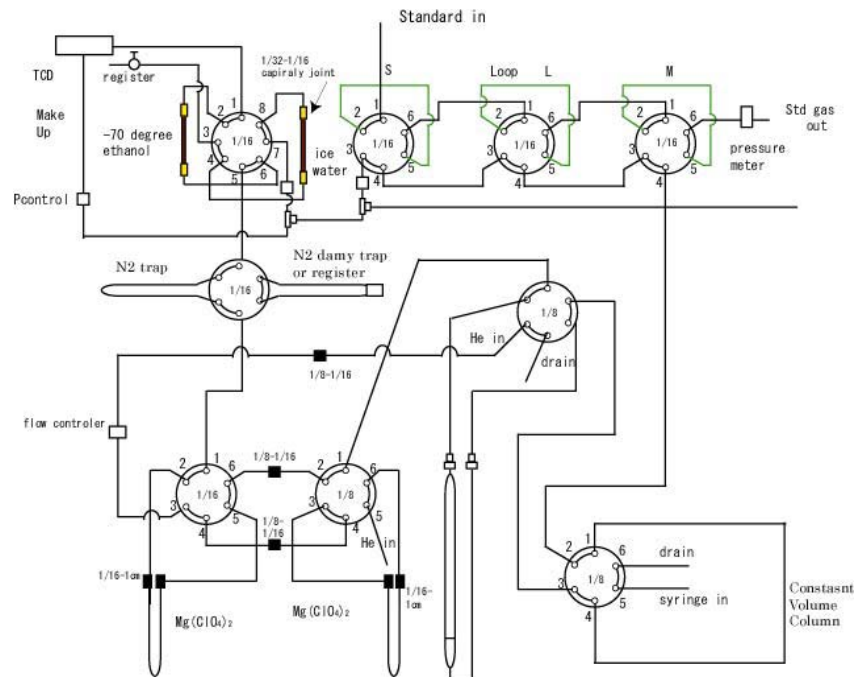 Standard in
TCD
register
1/32-1/16
capiraly joint
S
Loop
L
M
Make
Up
-70 degree
ethanol
2
1
8
3
1/16
7
4
5
6
ice
water
2
1
6
3
1/16
5
4
2
1
6
3
1/16
5
4
2
1
6
3
1/16
5
4
Std gas
out
pressure
meter
Pcontrol
N2 trap
1/16
N2 damy trap
or register
1/8
He in
drain
1/8-1/16
flow controler
2
1
6
3
1/16
5
4
1/8-1/16
1/8-
1/16
2
1
6
3
1/8
5
4
He in
1/16-1cm
Mg(ClO₄)₂
Mg(ClO₄)₂
1/16-
1cm
2
1
6
3
1/8
5
4
drain
syringe in
Constasnt
Volume
Column